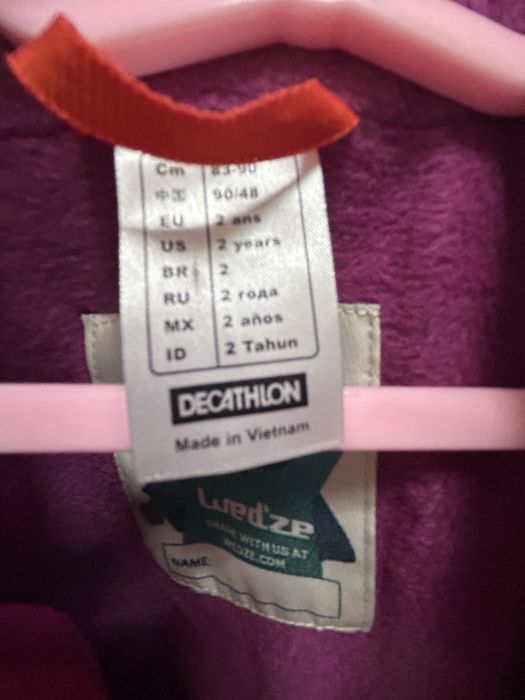 Cm 83-90
中国 90/48
EU 2 ans
US 2 years
BR 2
RU 2 года
MX 2 años
ID 2 Tahun
DECATHLON
Made in Vietnam
Wed'ze
SHARE WITH US AT
WEDZE.COM
NAME: